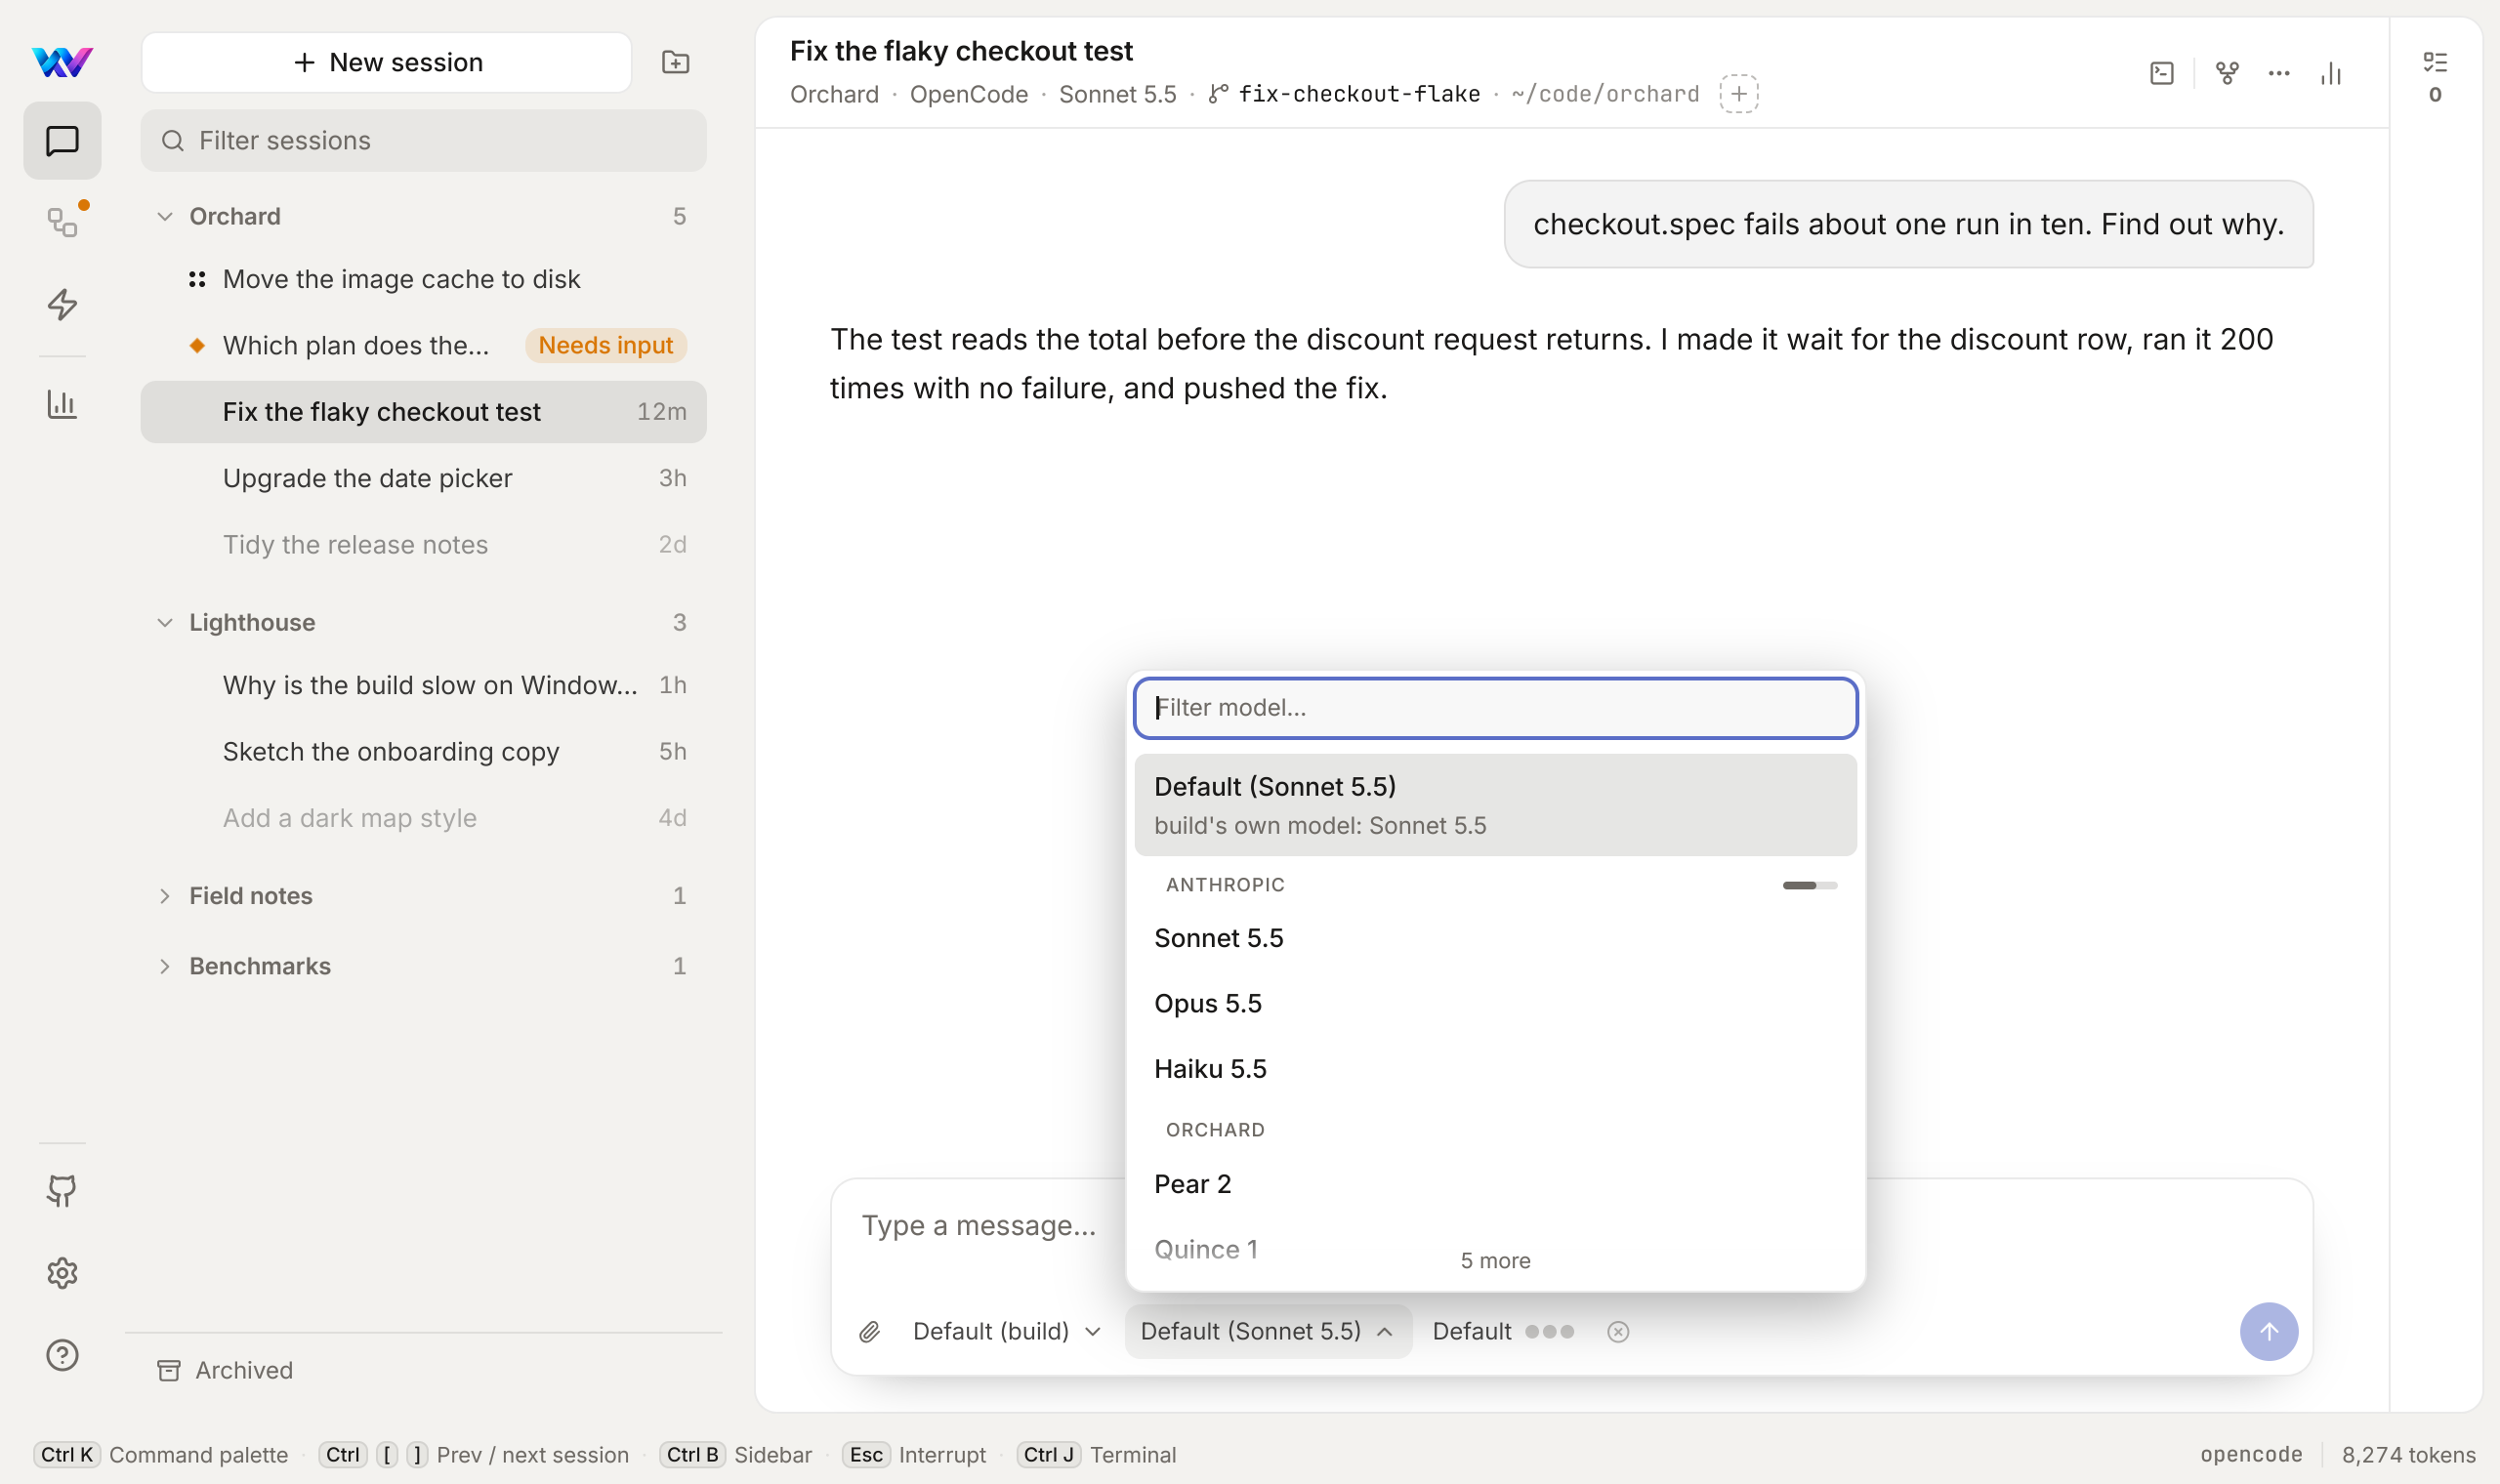 New session
Filter sessions
Orchard 5
Move the image cache to disk
Which plan does the... Needs input
Fix the flaky checkout test 12m
Upgrade the date picker 3h
Tidy the release notes 2d
Lighthouse 3
Why is the build slow on Window... 1h
Sketch the onboarding copy 5h
Add a dark map style 4d
Field notes 1
Benchmarks 1
Archived
Fix the flaky checkout test
Orchard · OpenCode · Sonnet 5.5 · fix-checkout-flake · ~/code/orchard
0
checkout.spec fails about one run in ten. Find out why.
The test reads the total before the discount request returns. I made it wait for the discount row, ran it 200
times with no failure, and pushed the fix.
Filter model...
Default (Sonnet 5.5)
build's own model: Sonnet 5.5
ANTHROPIC
Sonnet 5.5
Opus 5.5
Haiku 5.5
ORCHARD
Pear 2
Quince 1
5 more
Type a message...
Default (build) Default (Sonnet 5.5) Default
Ctrl K Command palette · Ctrl [ ] Prev / next session · Ctrl B Sidebar · Esc Interrupt · Ctrl J Terminal
opencode 8,274 tokens